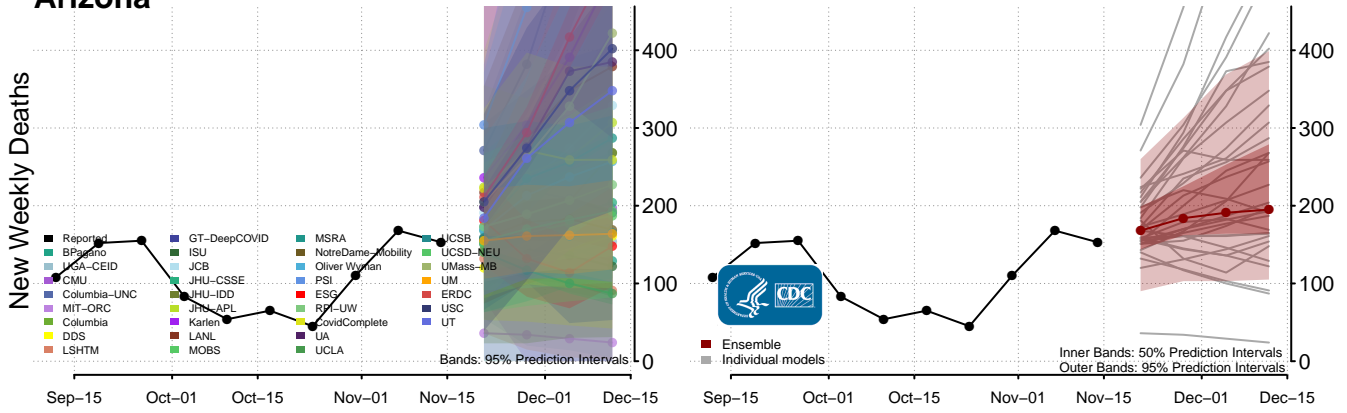 Arizona
New Weekly Deaths
400
300
200
100
0
Reported
BPagano
UGA−CEID
CMU
Columbia−UNC
MIT−ORC
Columbia
DDS
LSHTM
GT−DeepCOVID
ISU
JCB
JHU−CSSE
JHU−IDD
JHU−APL
Karlen
LANL
MOBS
MSRA
NotreDame−Mobility
Oliver Wyman
PSI
ESG
RPI−UW
CovidComplete
UA
UCLA
UCSB
UCSD−NEU
UMass−MB
UM
ERDC
USC
UT
Bands: 95% Prediction Intervals
Sep−15 Oct−01 Oct−15 Nov−01 Nov−15 Dec−01 Dec−15
400
300
200
100
0
CDC
Ensemble
Individual models
Inner Bands: 50% Prediction Intervals
Outer Bands: 95% Prediction Intervals
Sep−15 Oct−01 Oct−15 Nov−01 Nov−15 Dec−01 Dec−15